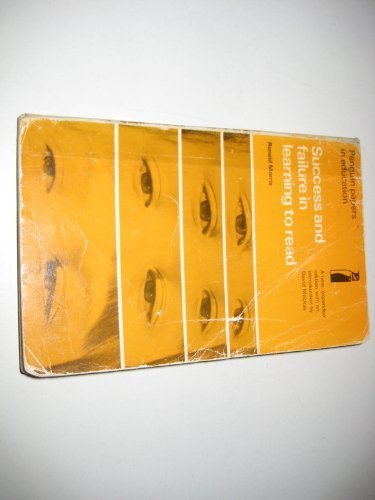 Penguin papers
in education
Success and
failure in
learning to read
Ronald Morris
A new, expanded
edition with an
introduction by
David Mackay